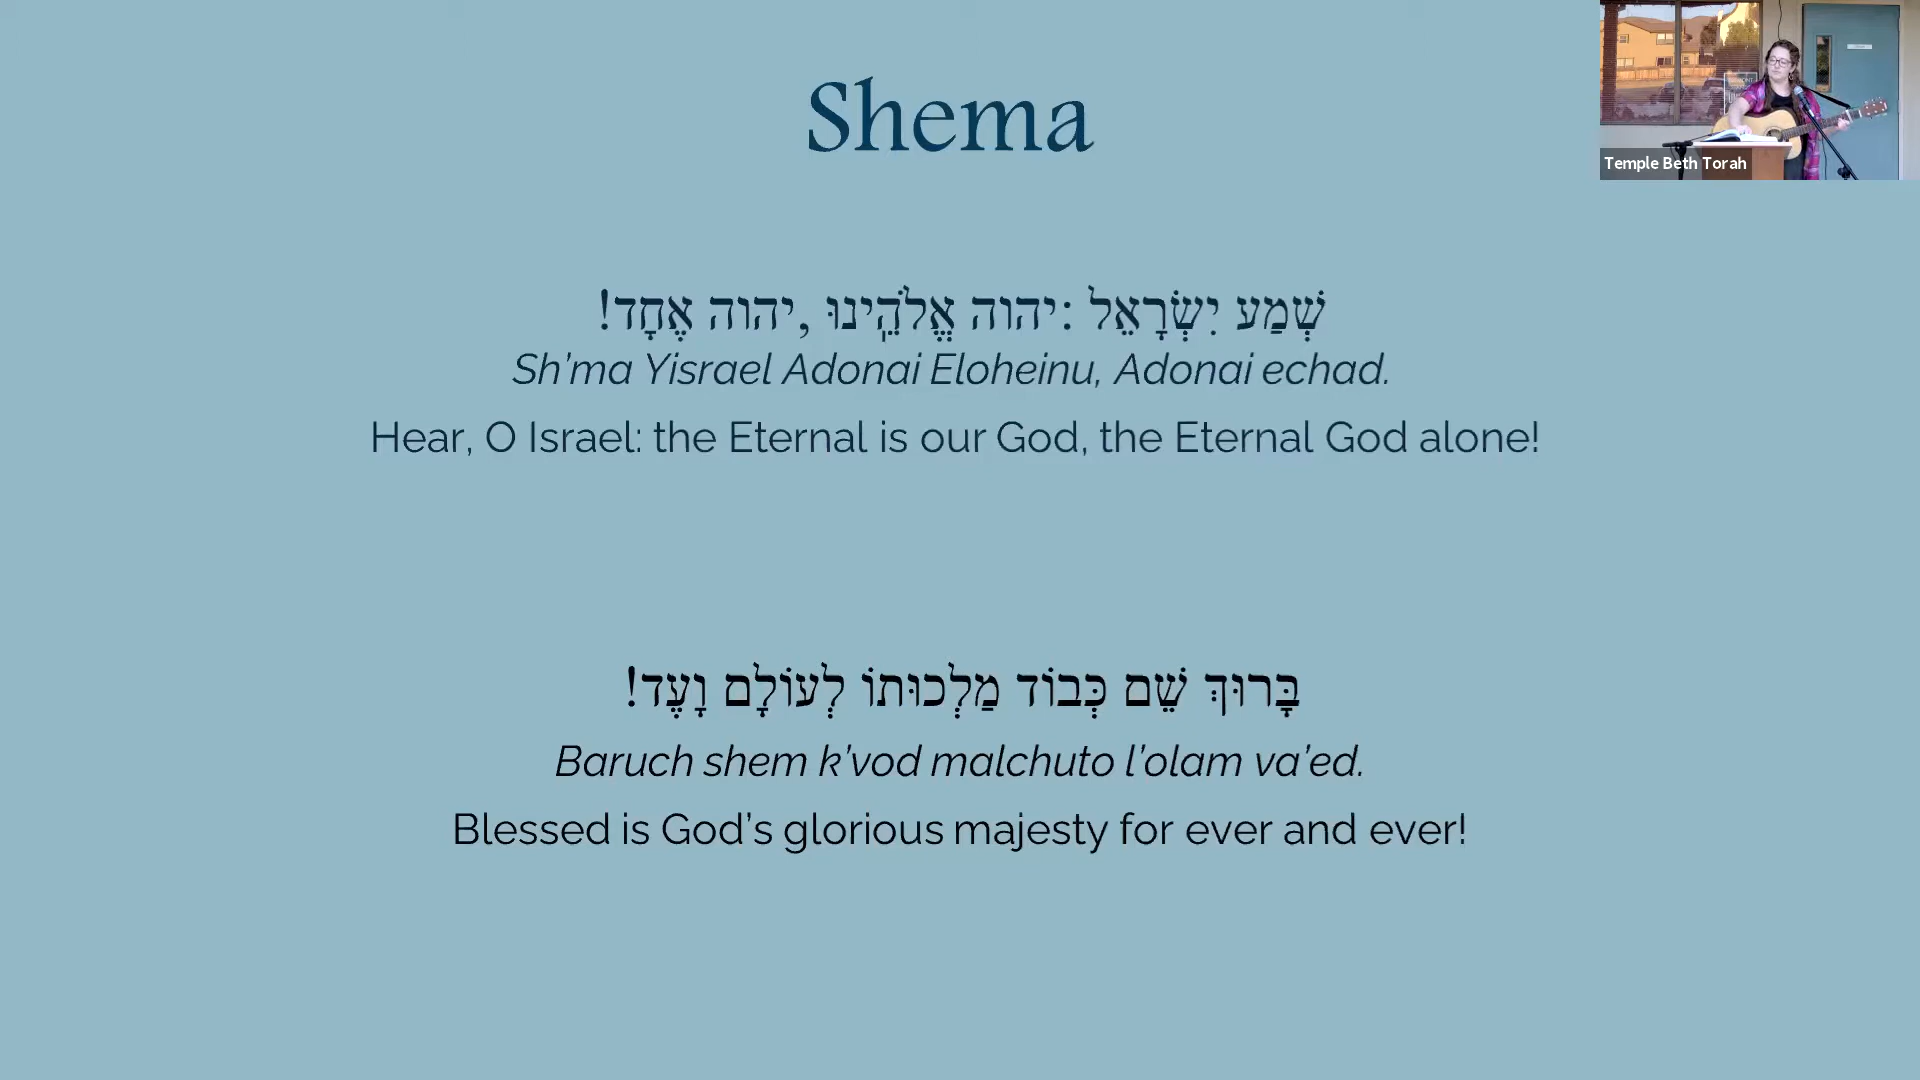 Shema
שְׁמַע יִשְׂרָאֵל: יהוה אֱלֹהֵֽינוּ, יהוה אֶחָד!
Sh’ma Yisrael Adonai Eloheinu, Adonai echad.
Hear, O Israel: the Eternal is our God, the Eternal God alone!
בָּרוּךְ שֵׁם כְּבוֹד מַלְכוּתוֹ לְעוֹלָם וָעֶד!
Baruch shem k’vod malchuto l’olam va’ed.
Blessed is God’s glorious majesty for ever and ever!
Temple Beth Torah